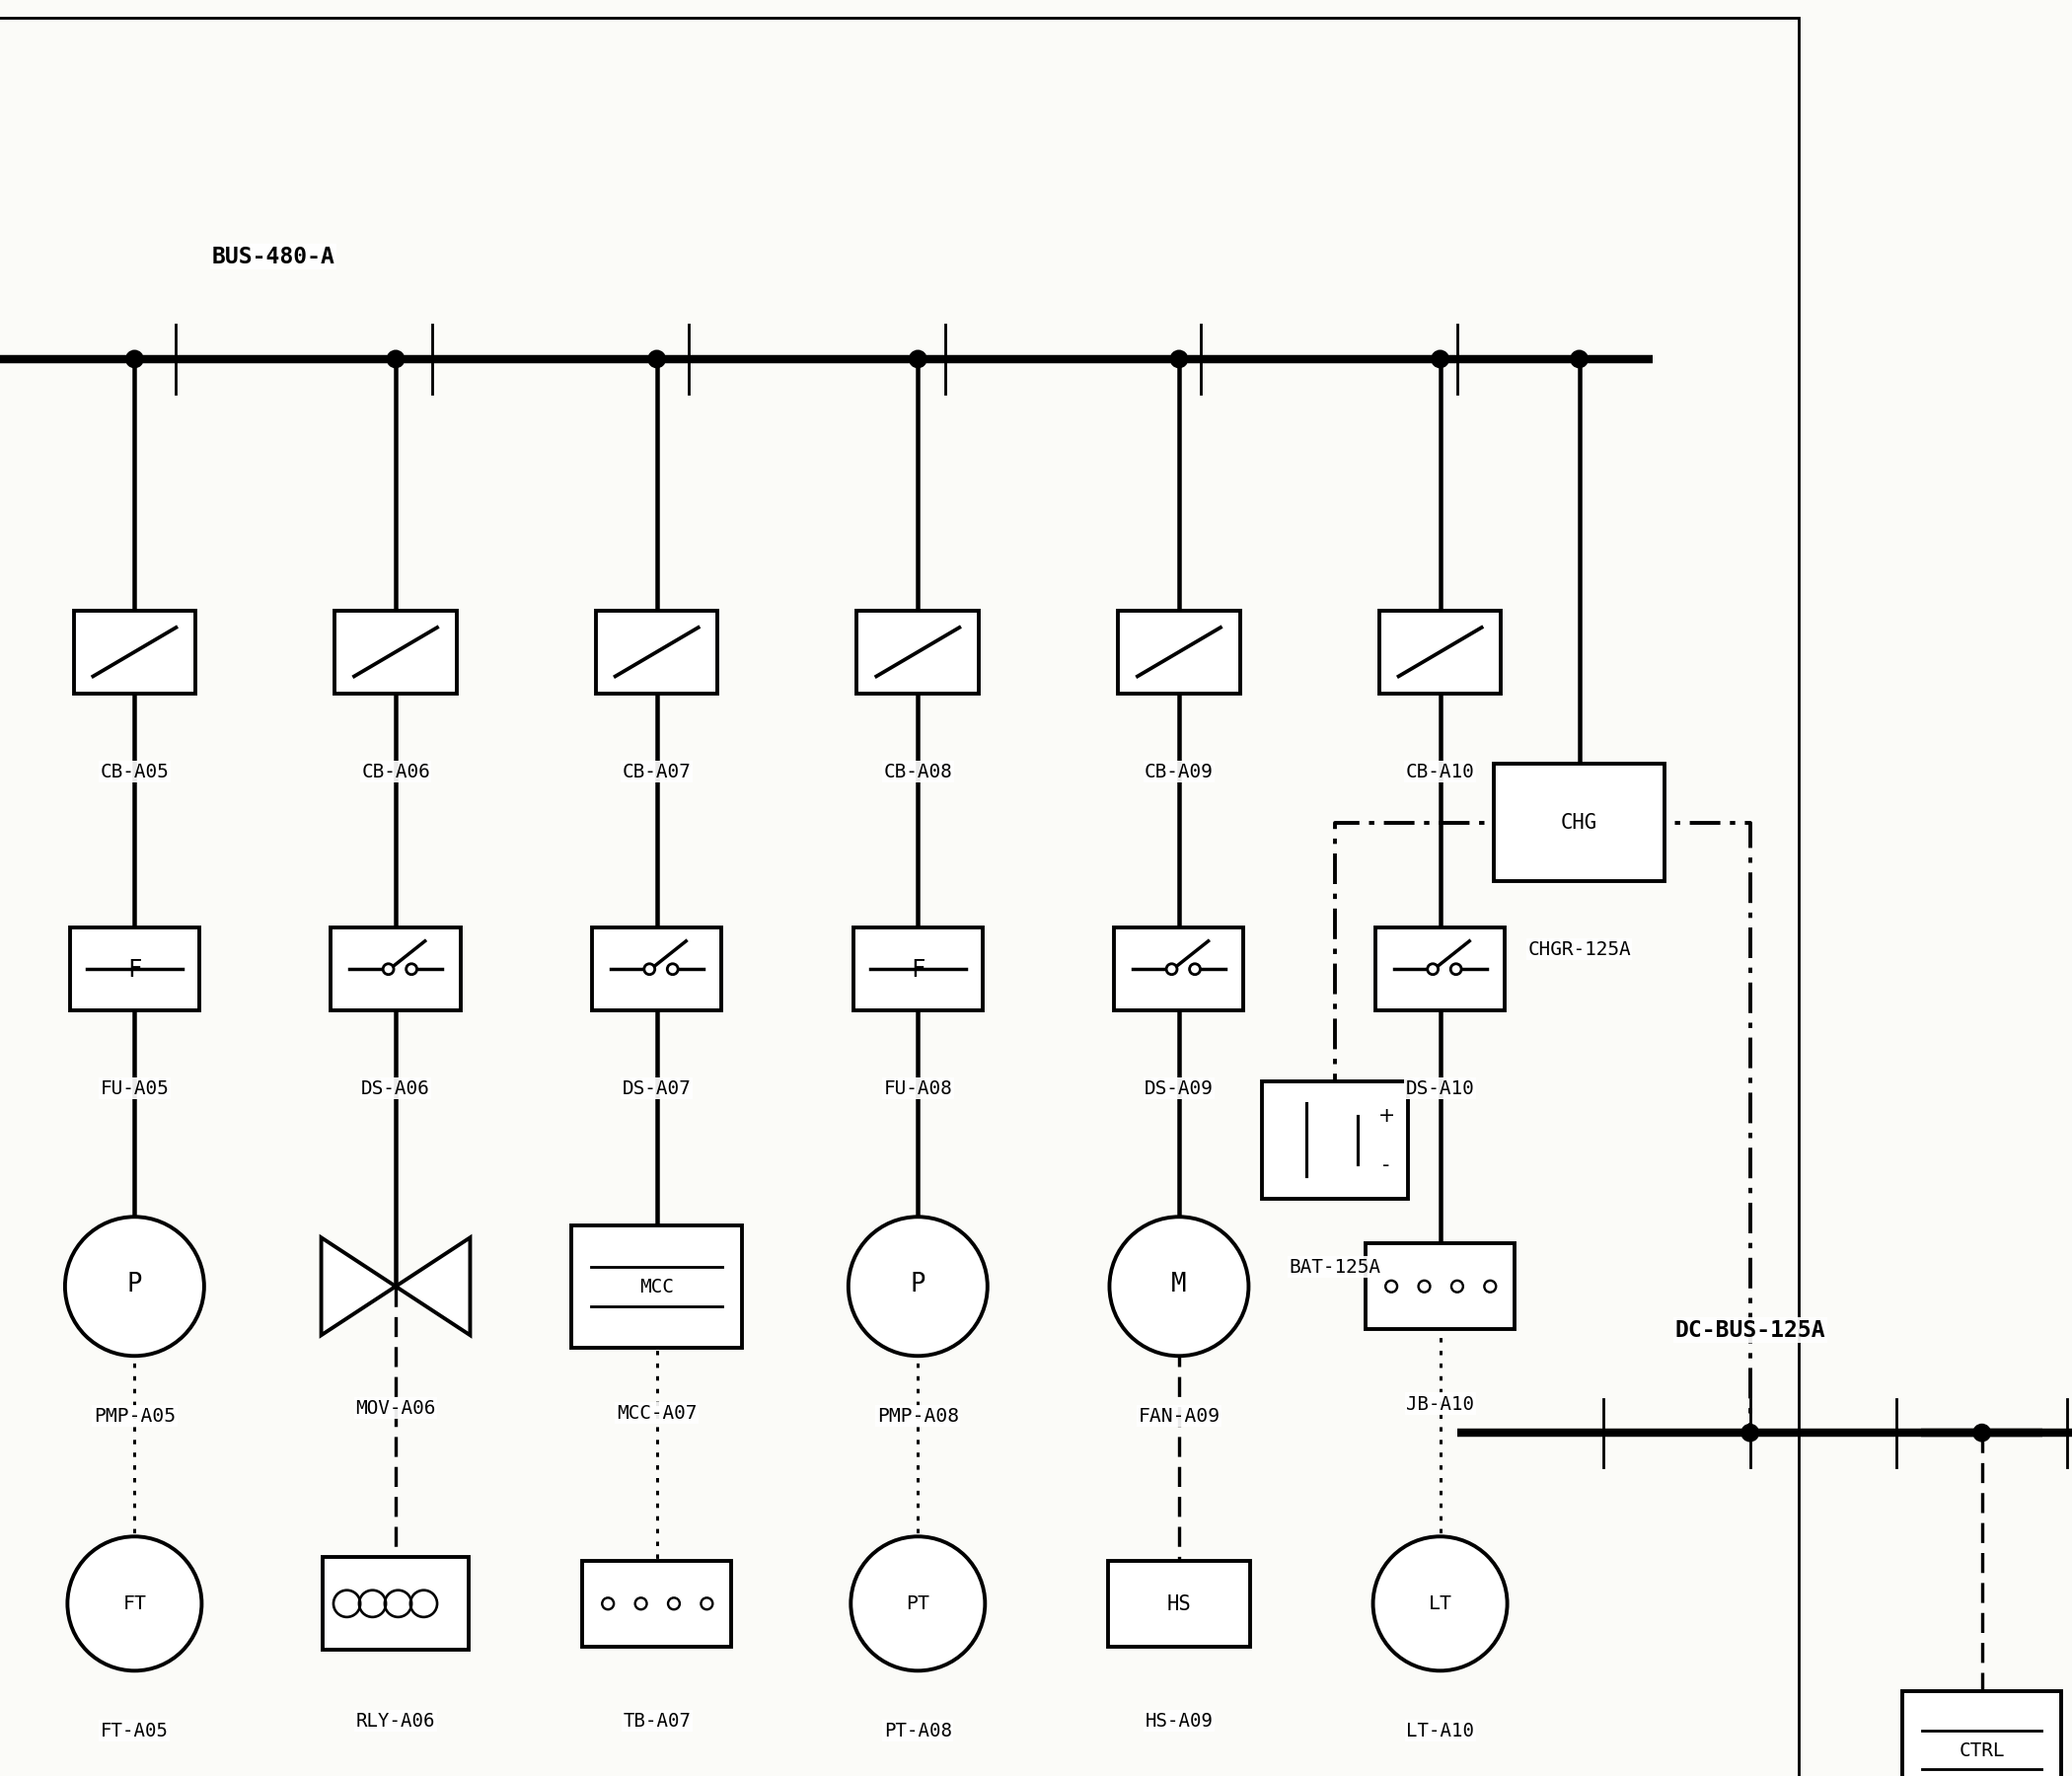 BUS-480-A
CB-A05 CB-A06 CB-A07 CB-A08 CB-A09 CB-A10
CHG
CHGR-125A
F F
FU-A05 DS-A06 DS-A07 FU-A08 DS-A09 DS-A10
+
-
BAT-125A
P MCC P M
DC-BUS-125A
PMP-A05 MOV-A06 MCC-A07 PMP-A08 FAN-A09 JB-A10
FT PT HS LT
FT-A05 RLY-A06 TB-A07 PT-A08 HS-A09 LT-A10
CTRL